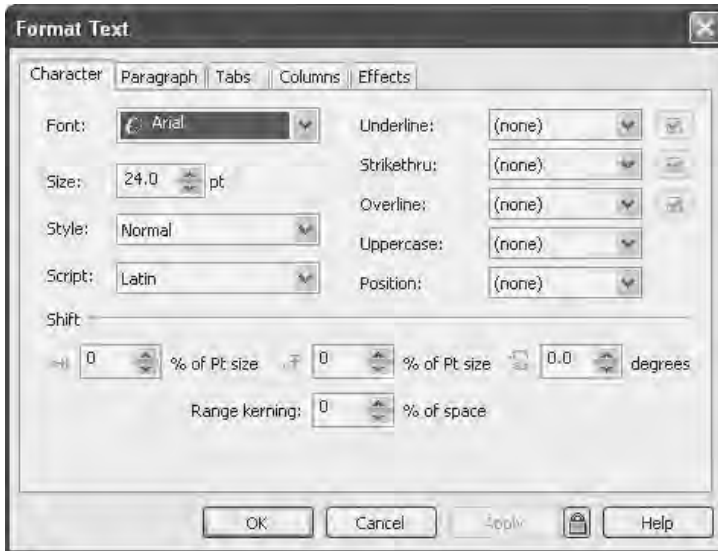 Format Text
Character Paragraph Tabs Columns Effects
Font: Arial Underline: (none)
Strikethru: (none)
Size: 24.0 pt
Overline: (none)
Style: Normal Uppercase: (none)
Script: Latin Position: (none)
Shift
0 % of Pt size 0 % of Pt size 0.0 degrees
Range kerning: 0 % of space
OK Cancel Apply Help